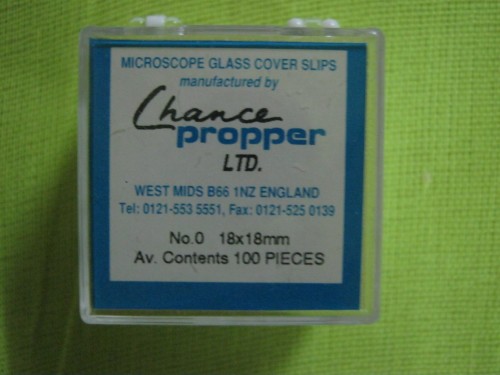 MICROSCOPE GLASS COVER SLIPS
manufactured by
Chance
propper
LTD.
WEST MIDS B66 1NZ ENGLAND
Tel: 0121-553 5551, Fax: 0121-525 0139
No.0 18x18mm
Av. Contents 100 PIECES